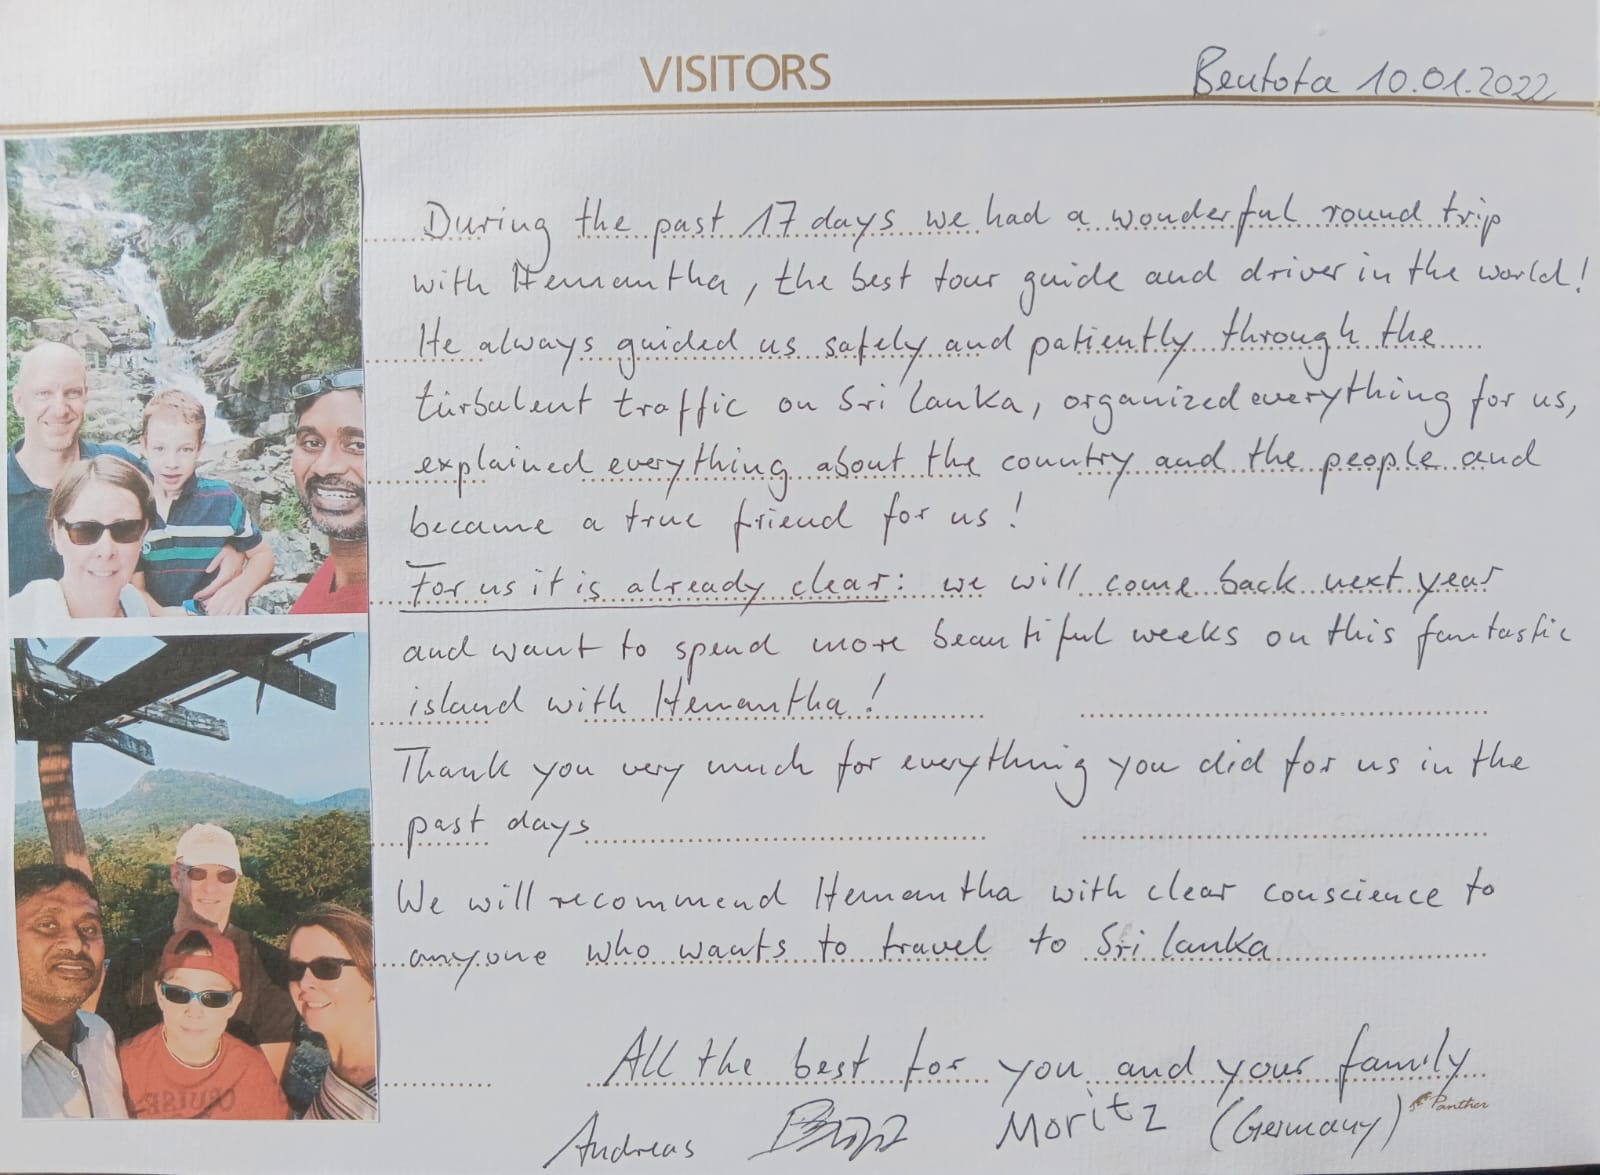 VISITORS
Bentota 10.01.2022
During the past 17 days we had a wonderful round trip
with Hemantha, the best tour guide and driver in the world!
He always guided us safely and patiently through the
turbulent traffic on Sri Lanka, organized everything for us,
explained everything about the country and the people and
became a true friend for us!
For us it is already clear: we will come back next year
and want to spend more beautiful weeks on this fantastic
island with Hemantha!
Thank you very much for everything you did for us in the
past days
We will recommend Hemantha with clear conscience to
anyone who wants to travel to Sri Lanka
All the best for you and your family
Andreas Moritz (Germany)
Panther